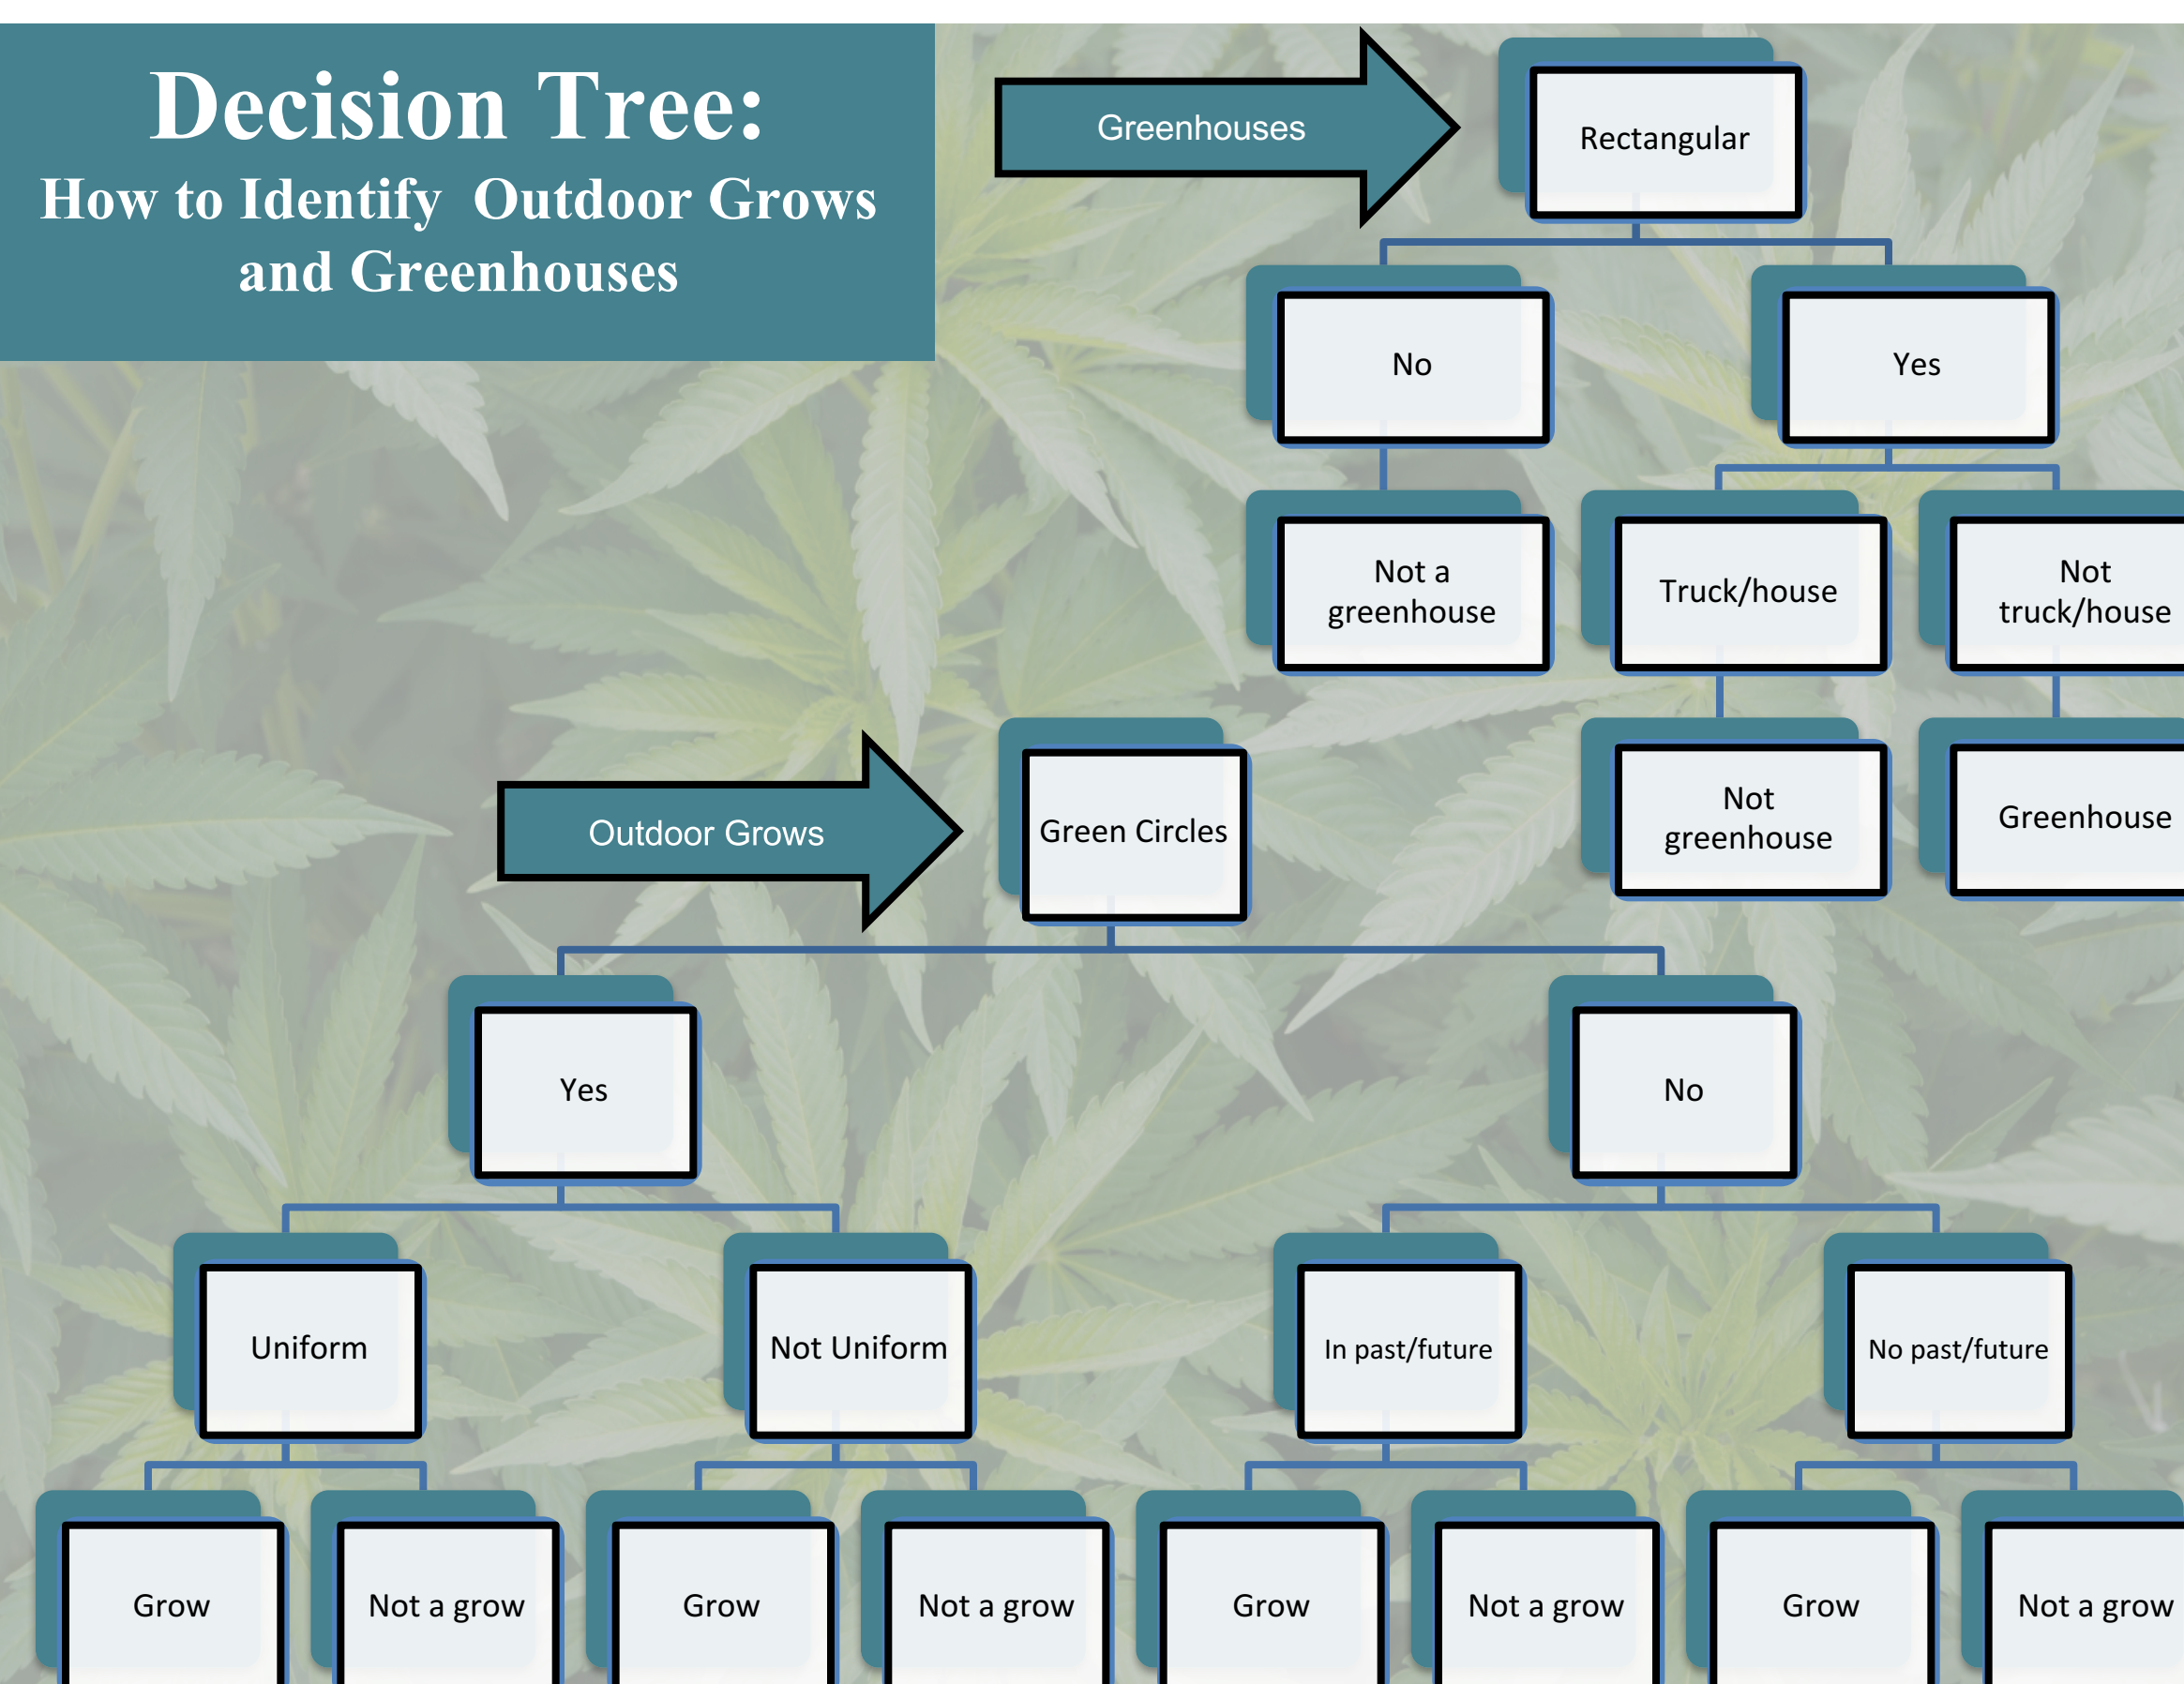 Decision Tree:
How to Identify  Outdoor Grows
and Greenhouses
Greenhouses
Rectangular
No
Yes
Not a
greenhouse
Truck/house
Not
truck/house
Not
greenhouse
Greenhouse
Outdoor Grows
Green Circles
Yes
No
Uniform
Not Uniform
In past/future
No past/future
Grow
Not a grow
Grow
Not a grow
Grow
Not a grow
Grow
Not a grow